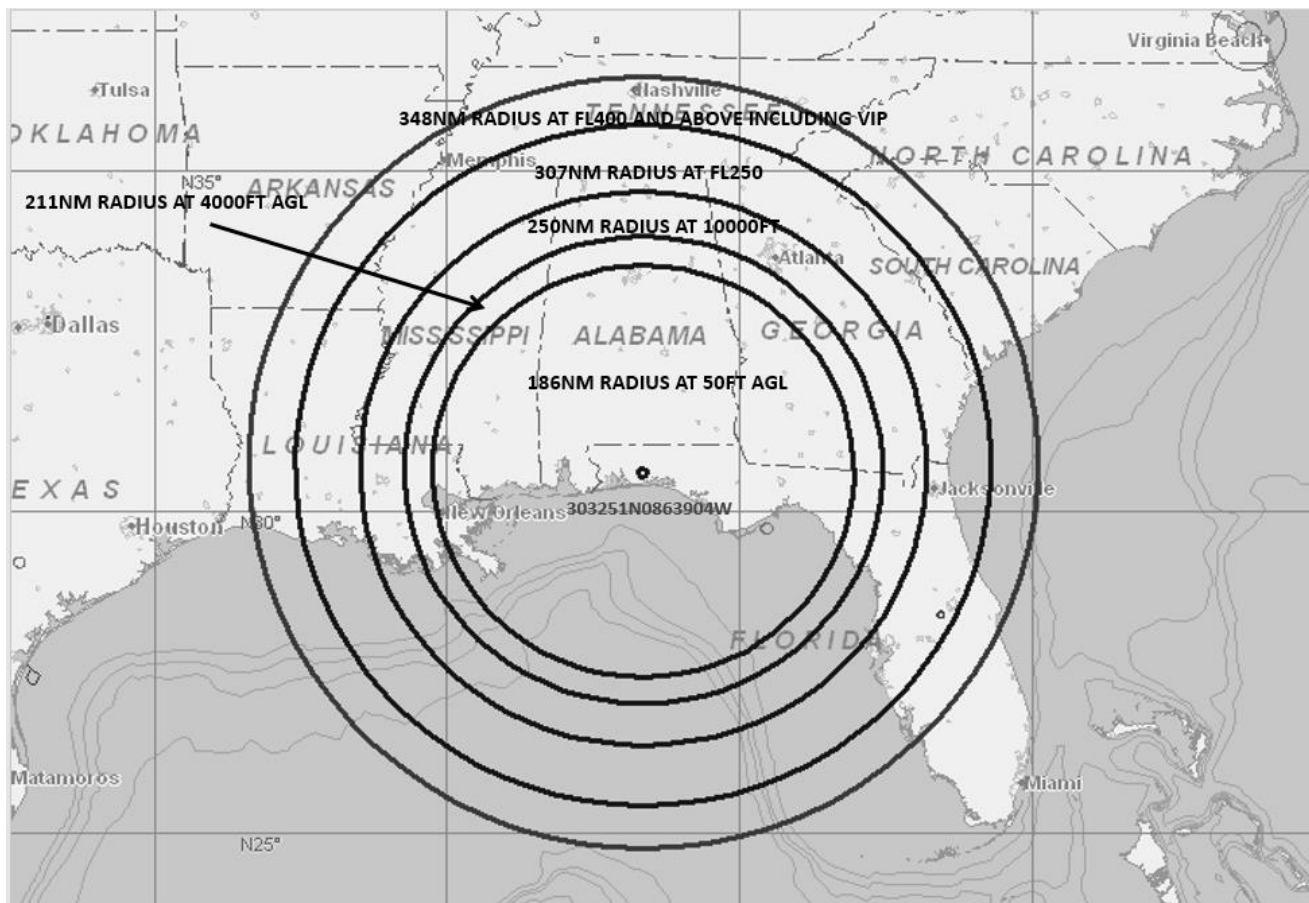 Virginia Beach
Tulsa
Nashville
TENNESSEE
OKLAHOMA
348NM RADIUS AT FL400 AND ABOVE INCLUDING VIP
Memphis
NORTH CAROLINA
307NM RADIUS AT FL250
N35°
ARKANSAS
211NM RADIUS AT 4000FT AGL
250NM RADIUS AT 10000FT
Atlanta
SOUTH CAROLINA
Dallas
MISSISSIPPI
ALABAMA
GEORGIA
186NM RADIUS AT 50FT AGL
LOUISIANA
EXAS
Jacksonville
New Orleans
303251N0863904W
Houston
N30°
FLORIDA
Matamoros
Miami
N25°